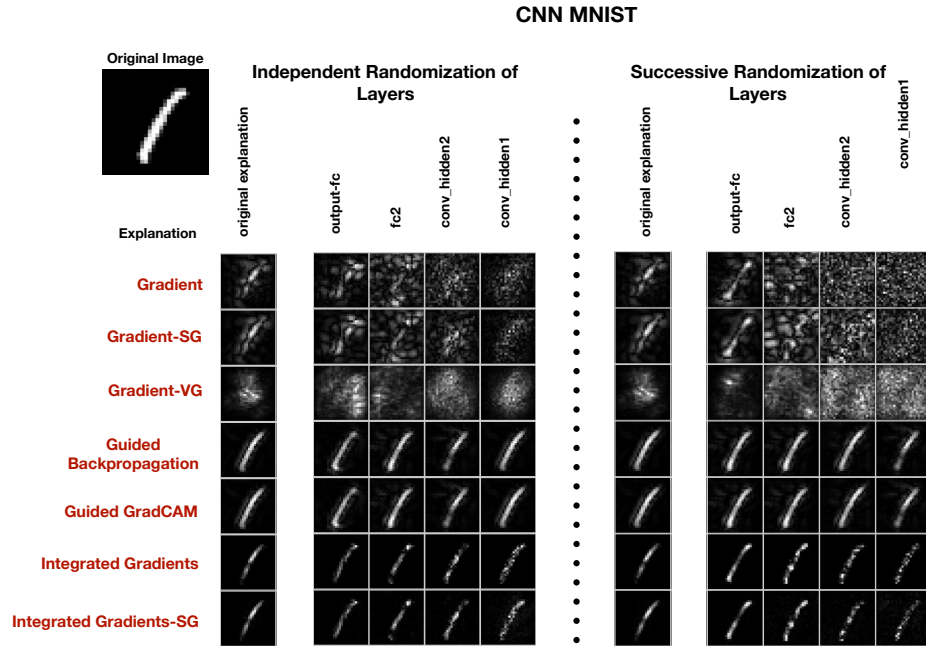 CNN MNIST
Original Image
Independent Randomization of
Layers
Successive Randomization of
Layers
original explanation
output-fc
fc2
conv_hidden2
conv_hidden1
original explanation
output-fc
fc2
conv_hidden2
conv_hidden1
Explanation
Gradient
Gradient-SG
Gradient-VG
Guided
Backpropagation
Guided GradCAM
Integrated Gradients
Integrated Gradients-SG